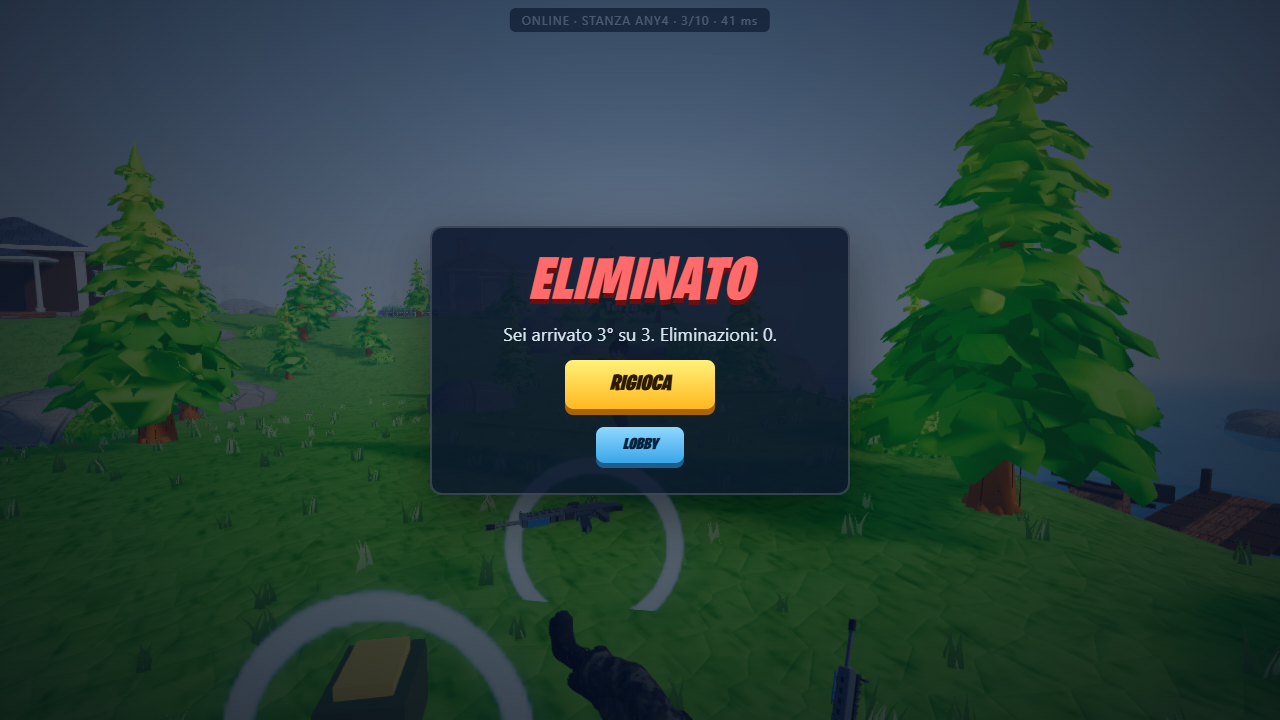 ONLINE · STANZA ANY4 · 3/10 · 41 ms
ELIMINATO
Sei arrivato 3° su 3. Eliminazioni: 0.
RIGIOCA
LOBBY